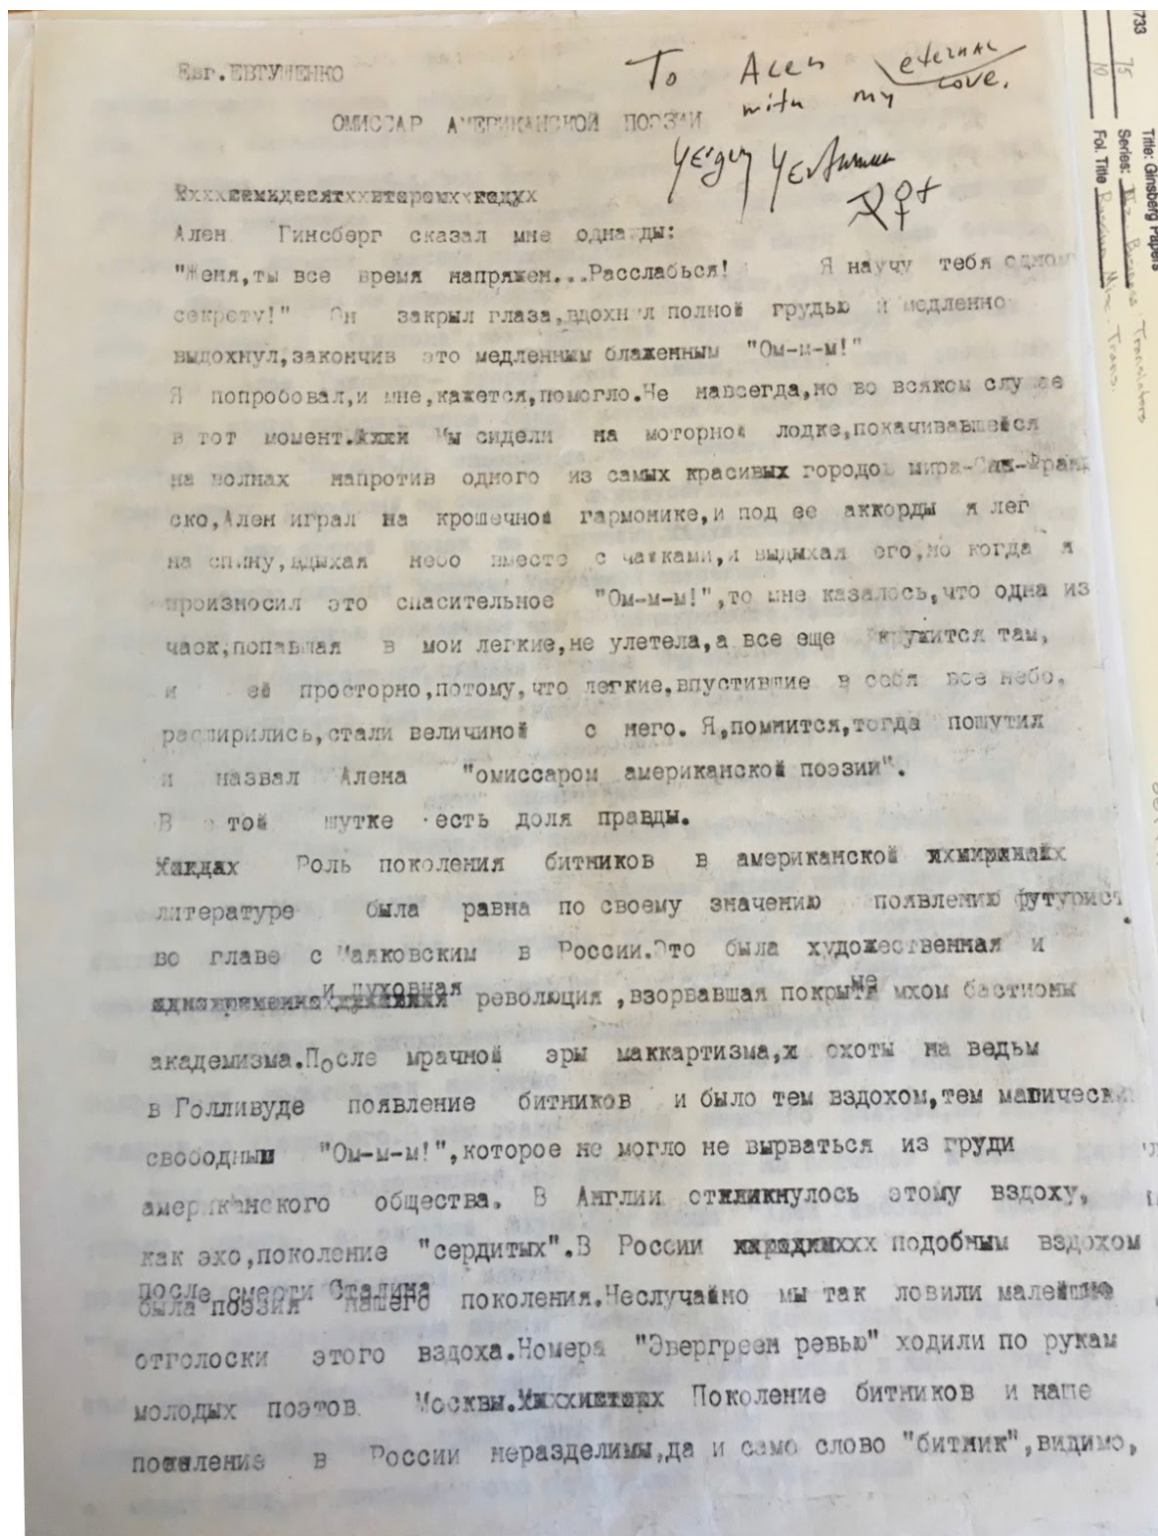 Евг.ЕВТУШЕНКО
To Allen
with my eternal love.
ОМИССАР АМЕРИКАНСКОЙ ПОЭЗИИ
Yevgeny Yevtushenko
Ален Гинсберг сказал мне однажды:
"Женя,ты все время напряжен...Расслабься! Я научу тебя одному
секрету!" Он закрыл глаза,вдохнул полной грудью и медленно
выдохнул,закончив это медленным блаженным "Ом-м-м!"
Я попробовал,и мне,кажется,помогло.Не навсегда,но во всяком случае
в тот момент. Мы сидели на моторной лодке,покачивавшейся
на волнах напротив одного из самых красивых городов мира-Сан-Франци
ско,Ален играл на крошечной гармонике,и под ее аккорды я лег
на спину,вдыхая небо вместе с чайками,и выдыхая его,но когда я
произносил это спасительное "Ом-м-м!",то мне казалось,что одна из
чаек,попавшая в мои легкие,не улетела,а все еще кружится там,
и ей просторно,потому,что легкие,впустившие в себя все небо,
расширились,стали величиной с него. Я,помнится,тогда пошутил
и назвал Алена "омиссаром американской поэзии".
В этой шутке есть доля правды.
Роль поколения битников в американской
литературе была равна по своему значению появлению футурист
во главе с Маяковским в России.Это была художественная и
и духовная революция ,взорвавшая покрытые мхом бастионы
академизма.После мрачной эры маккартизма, охоты на ведьм
в Голливуде появление битников и было тем вздохом,тем магически
свободным "Ом-м-м!",которое не могло не вырваться из груди
американского общества. В Англии откликнулось этому вздоху,
как эхо,поколение "сердитых".В России подобным вздохом
после смерти Сталина
была поэзия нашего поколения.Неслучайно мы так ловили малейшие
отголоски этого вздоха.Номера "Эвергреен ревью" ходили по рукам
молодых поэтов Москвы. Поколение битников и наше
поколение в России неразделимы,да и само слово "битник",видимо,
733
Title: Ginsberg Papers
Series: 75
Fol. Title 10